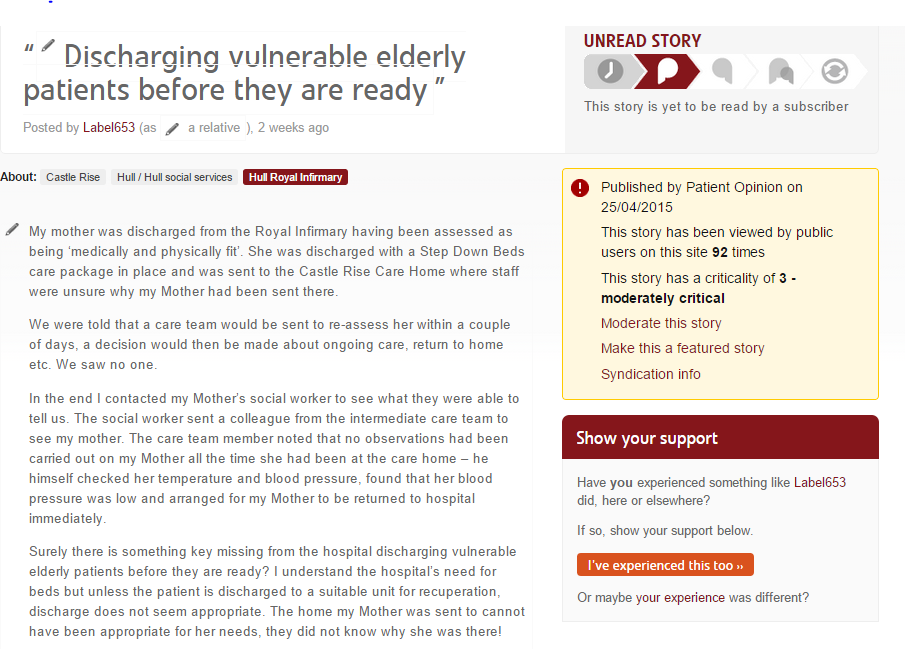 “ Discharging vulnerable elderly
patients before they are ready ”
Posted by Label653 (as a relative ), 2 weeks ago
UNREAD STORY
This story is yet to be read by a subscriber
About: Castle Rise Hull / Hull social services Hull Royal Infirmary
My mother was discharged from the Royal Infirmary having been assessed as
being ‘medically and physically fit’. She was discharged with a Step Down Beds
care package in place and was sent to the Castle Rise Care Home where staff
were unsure why my Mother had been sent there.
We were told that a care team would be sent to re-assess her within a couple
of days, a decision would then be made about ongoing care, return to home
etc. We saw no one.
In the end I contacted my Mother’s social worker to see what they were able to
tell us. The social worker sent a colleague from the intermediate care team to
see my mother. The care team member noted that no observations had been
carried out on my Mother all the time she had been at the care home – he
himself checked her temperature and blood pressure, found that her blood
pressure was low and arranged for my Mother to be returned to hospital
immediately.
Surely there is something key missing from the hospital discharging vulnerable
elderly patients before they are ready? I understand the hospital’s need for
beds but unless the patient is discharged to a suitable unit for recuperation,
discharge does not seem appropriate. The home my Mother was sent to cannot
have been appropriate for her needs, they did not know why she was there!
Published by Patient Opinion on
25/04/2015
This story has been viewed by public
users on this site 92 times
This story has a criticality of 3 -
moderately critical
Moderate this story
Make this a featured story
Syndication info
Show your support
Have you experienced something like Label653
did, here or elsewhere?
If so, show your support below.
I've experienced this too ››
Or maybe your experience was different?